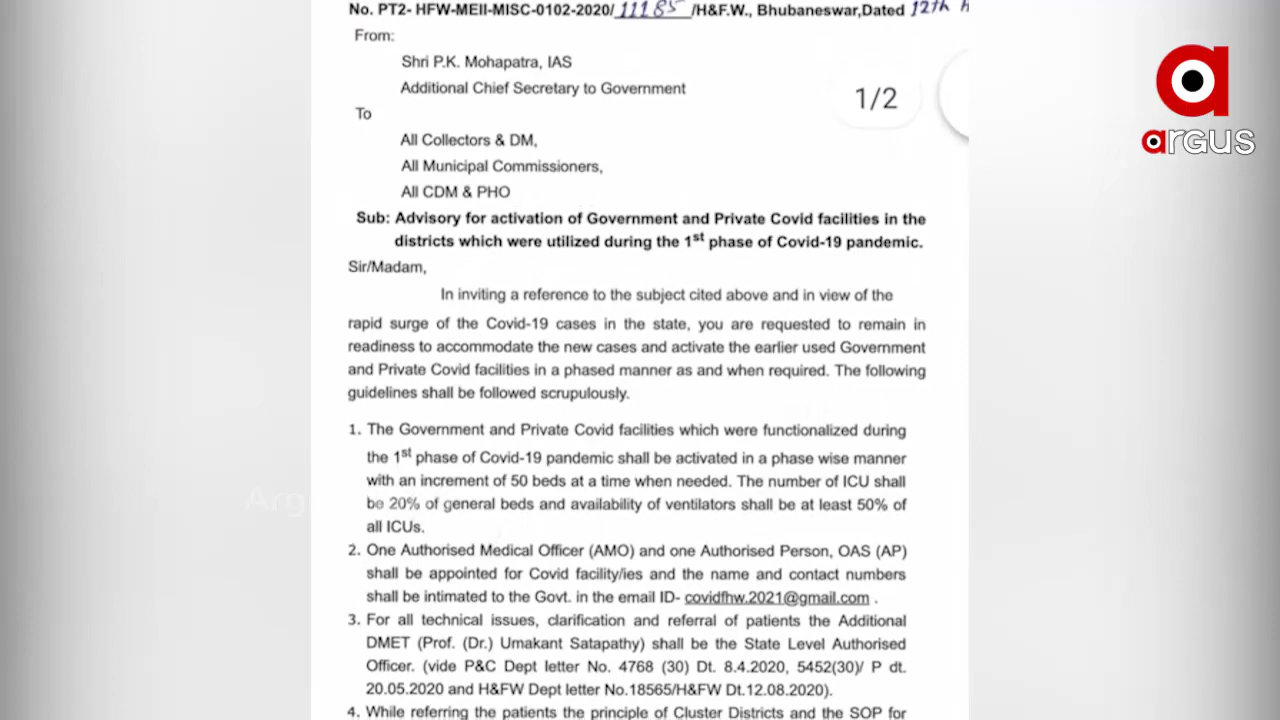 No. PT2- HFW-MEII-MISC-0102-2020/ 11185 /H&F.W., Bhubaneswar,Dated 12th
From:
Shri P.K. Mohapatra, IAS
Additional Chief Secretary to Government
1/2
To
All Collectors & DM,
All Municipal Commissioners,
All CDM & PHO
argus
Sub: Advisory for activation of Government and Private Covid facilities in the
districts which were utilized during the 1st phase of Covid-19 pandemic.
Sir/Madam,
In inviting a reference to the subject cited above and in view of the
rapid surge of the Covid-19 cases in the state, you are requested to remain in
readiness to accommodate the new cases and activate the earlier used Government
and Private Covid facilities in a phased manner as and when required. The following
guidelines shall be followed scrupulously.
1. The Government and Private Covid facilities which were functionalized during
the 1st phase of Covid-19 pandemic shall be activated in a phase wise manner
with an increment of 50 beds at a time when needed. The number of ICU shall
be 20% of general beds and availability of ventilators shall be at least 50% of
all ICUs.
2. One Authorised Medical Officer (AMO) and one Authorised Person, OAS (AP)
shall be appointed for Covid facility/ies and the name and contact numbers
shall be intimated to the Govt. in the email ID- covidfhw.2021@gmail.com .
3. For all technical issues, clarification and referral of patients the Additional
DMET (Prof. (Dr.) Umakant Satapathy) shall be the State Level Authorised
Officer. (vide P&C Dept letter No. 4768 (30) Dt. 8.4.2020, 5452(30)/ P dt.
20.05.2020 and H&FW Dept letter No.18565/H&FW Dt.12.08.2020).
4. While referring the patients the principle of Cluster Districts and the SOP for